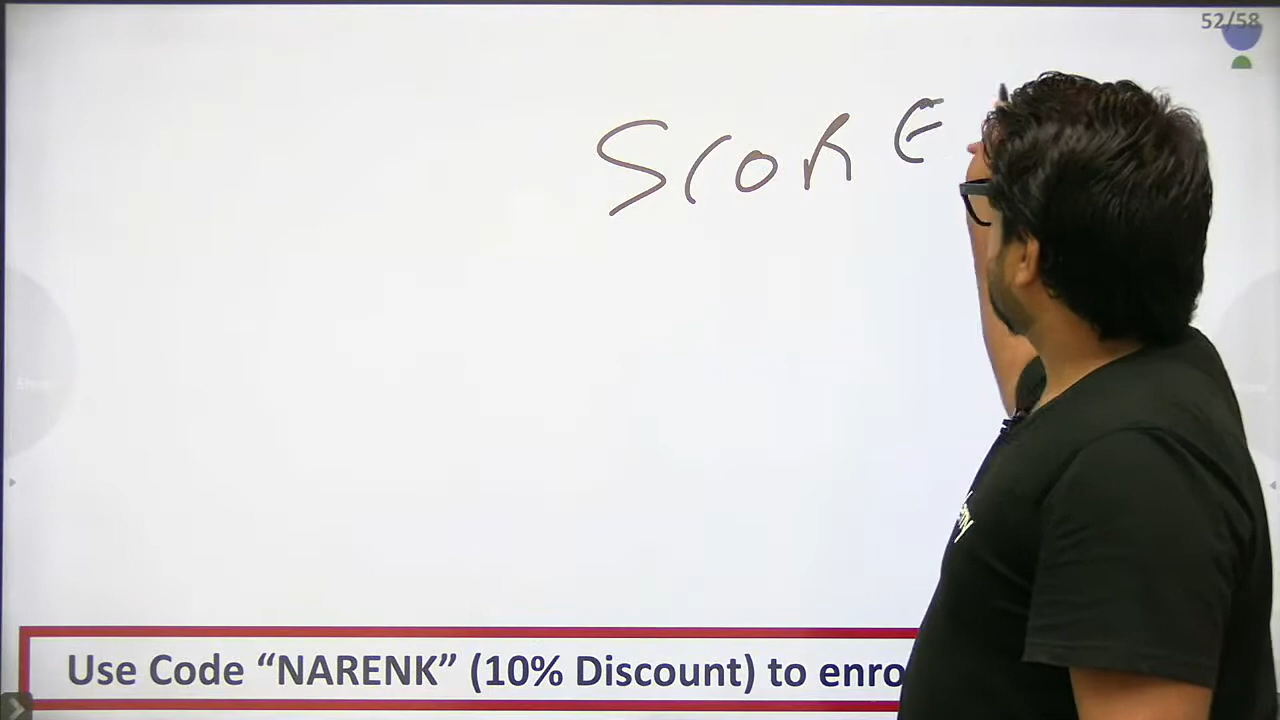 52/58
SCORE
Use Code “NARENK” (10% Discount) to enro